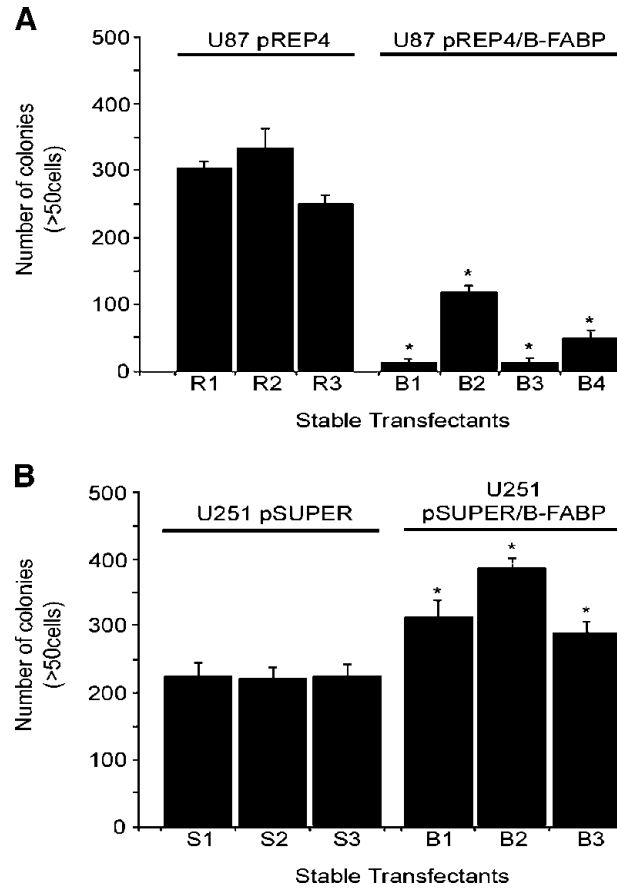 A
U87 pREP4
U87 pREP4/B-FABP
Number of colonies
(>50cells)
500
400
300
200
100
0
*
*
*
*
R1 R2 R3 B1 B2 B3 B4
Stable Transfectants
B
U251 pSUPER
U251
pSUPER/B-FABP
Number of colonies
(>50cells)
500
400
300
200
100
0
*
*
*
S1 S2 S3 B1 B2 B3
Stable Transfectants